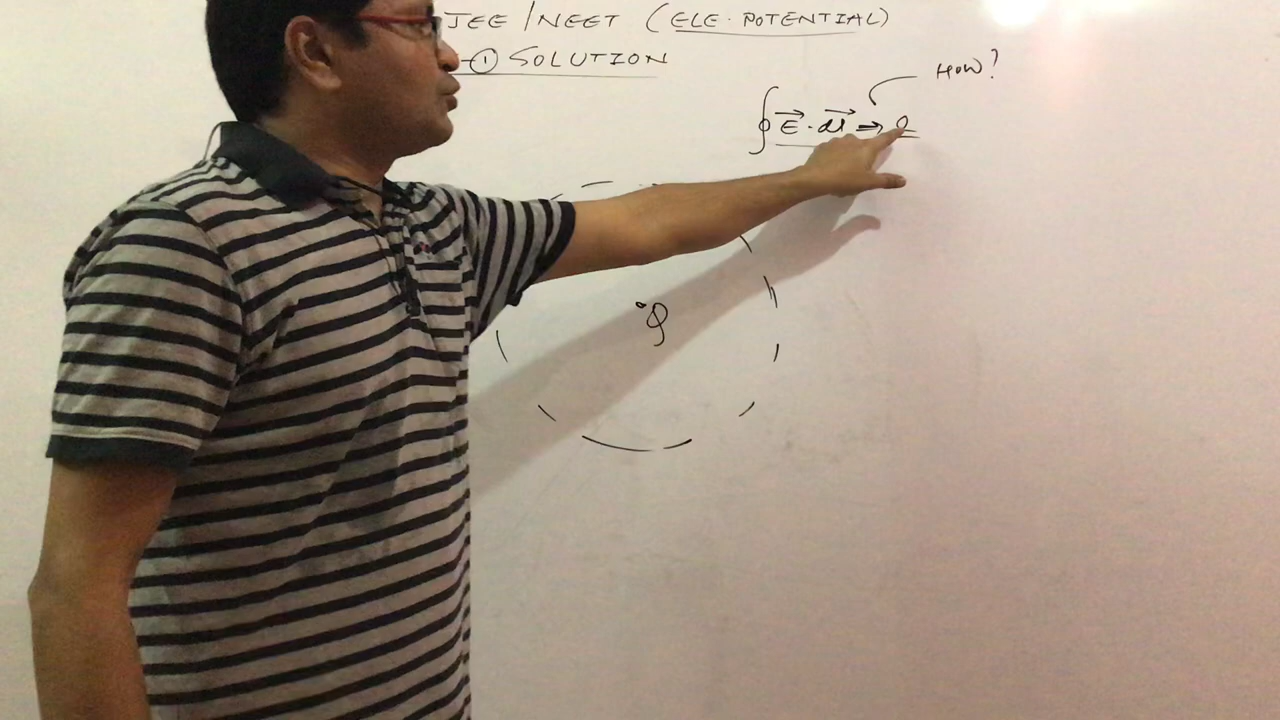 JEE/NEET (ELE. POTENTIAL)
① SOLUTION
HOW?
∮ E⃗ · dl⃗ ⇒ 0
Q